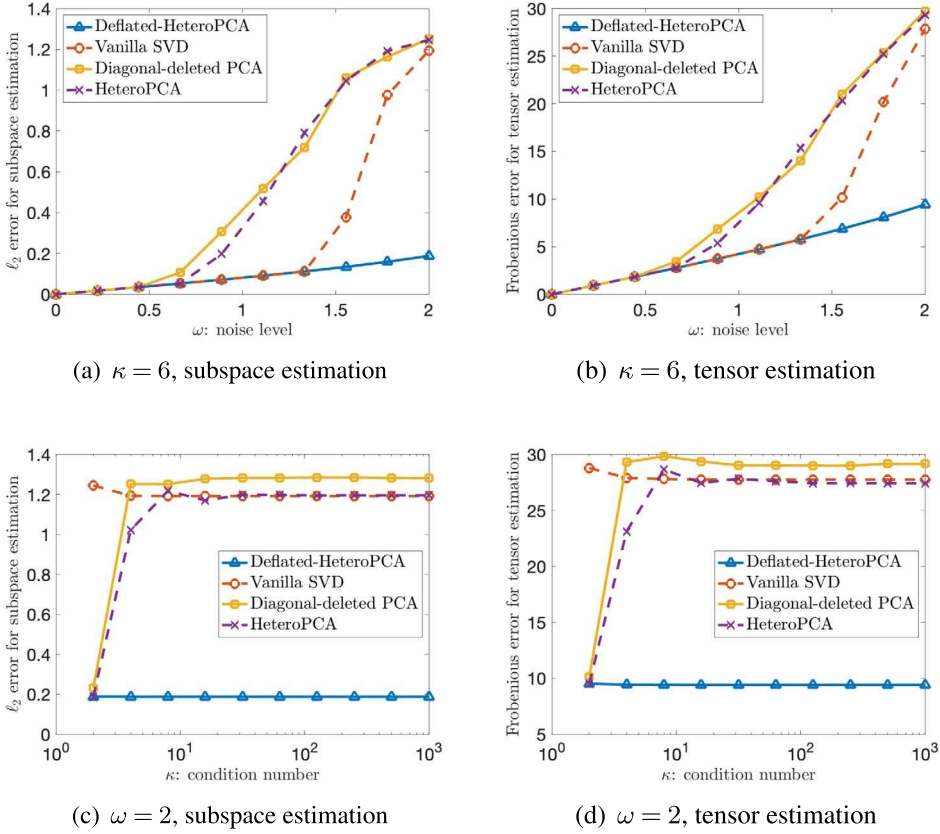 ℓ2 error for subspace estimation
1.4
1.2
1
0.8
0.6
0.4
0.2
0
Deflated-HeteroPCA
Vanilla SVD
Diagonal-deleted PCA
HeteroPCA
0 0.5 1 1.5 2
ω: noise level
(a) κ = 6, subspace estimation
Frobenious error for tensor estimation
30
25
20
15
10
5
0
Deflated-HeteroPCA
Vanilla SVD
Diagonal-deleted PCA
HeteroPCA
0 0.5 1 1.5 2
ω: noise level
(b) κ = 6, tensor estimation
ℓ2 error for subspace estimation
1.4
1.2
1
0.8
0.6
0.4
0.2
0
Deflated-HeteroPCA
Vanilla SVD
Diagonal-deleted PCA
HeteroPCA
10^0 10^1 10^2 10^3
κ: condition number
(c) ω = 2, subspace estimation
Frobenious error for tensor estimation
30
25
20
15
10
5
Deflated-HeteroPCA
Vanilla SVD
Diagonal-deleted PCA
HeteroPCA
10^0 10^1 10^2 10^3
κ: condition number
(d) ω = 2, tensor estimation